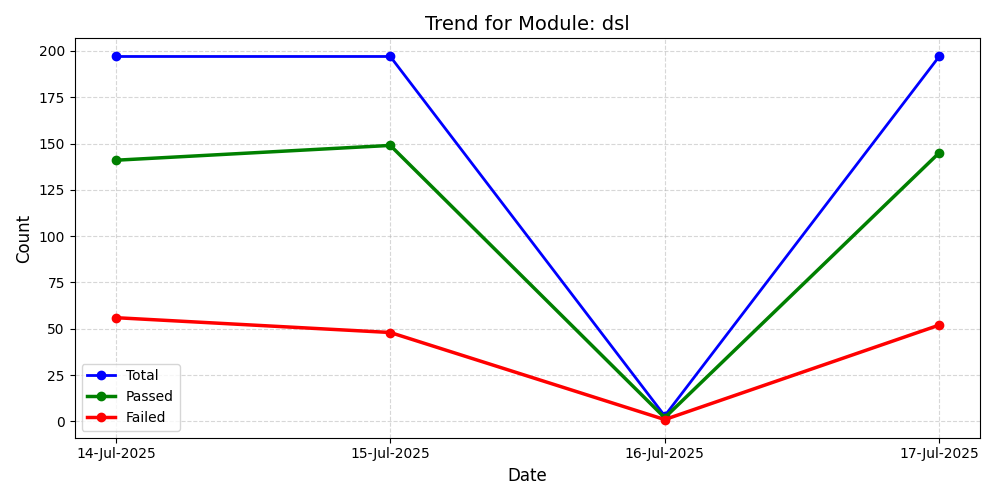 Trend for Module: dsl
Count
200
175
150
125
100
75
50
25
0
Total
Passed
Failed
14-Jul-2025
15-Jul-2025
16-Jul-2025
17-Jul-2025
Date